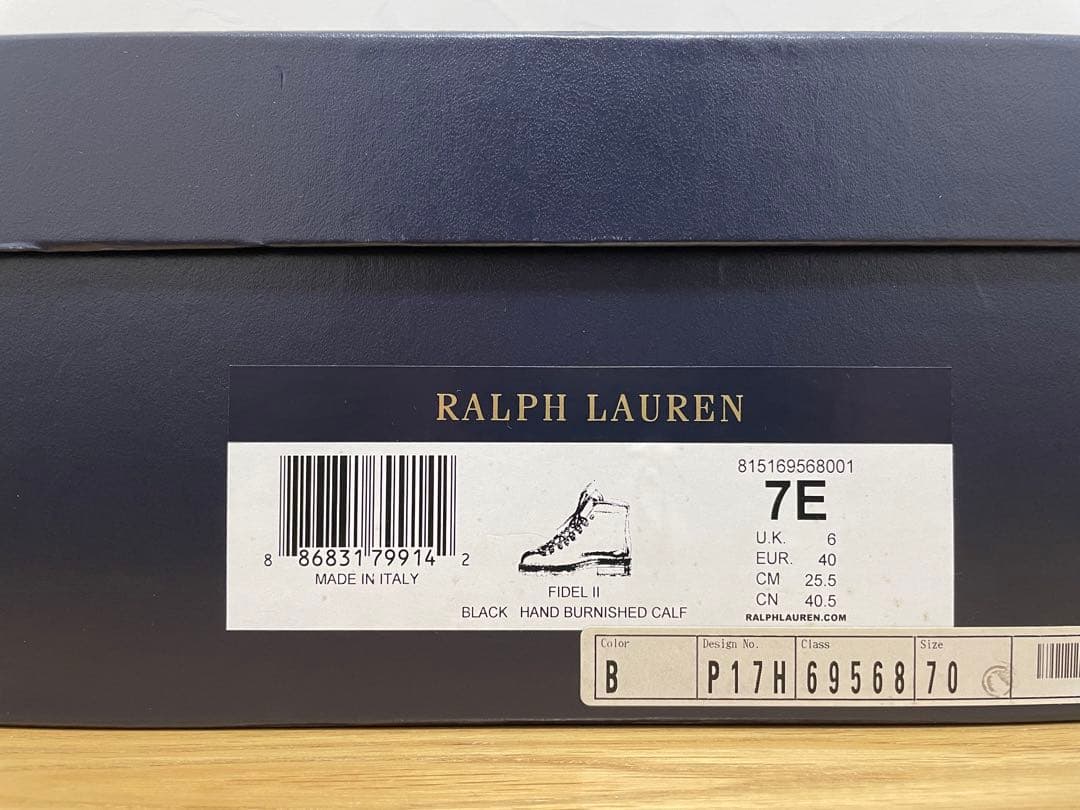 RALPH LAUREN
8 86831 79914 2
MADE IN ITALY
FIDEL II
BLACK HAND BURNISHED CALF
815169568001
7E
U.K. 6
EUR. 40
CM 25.5
CN 40.5
RALPHLAUREN.COM
Color Design No. Class Size
B P17H 69568 70